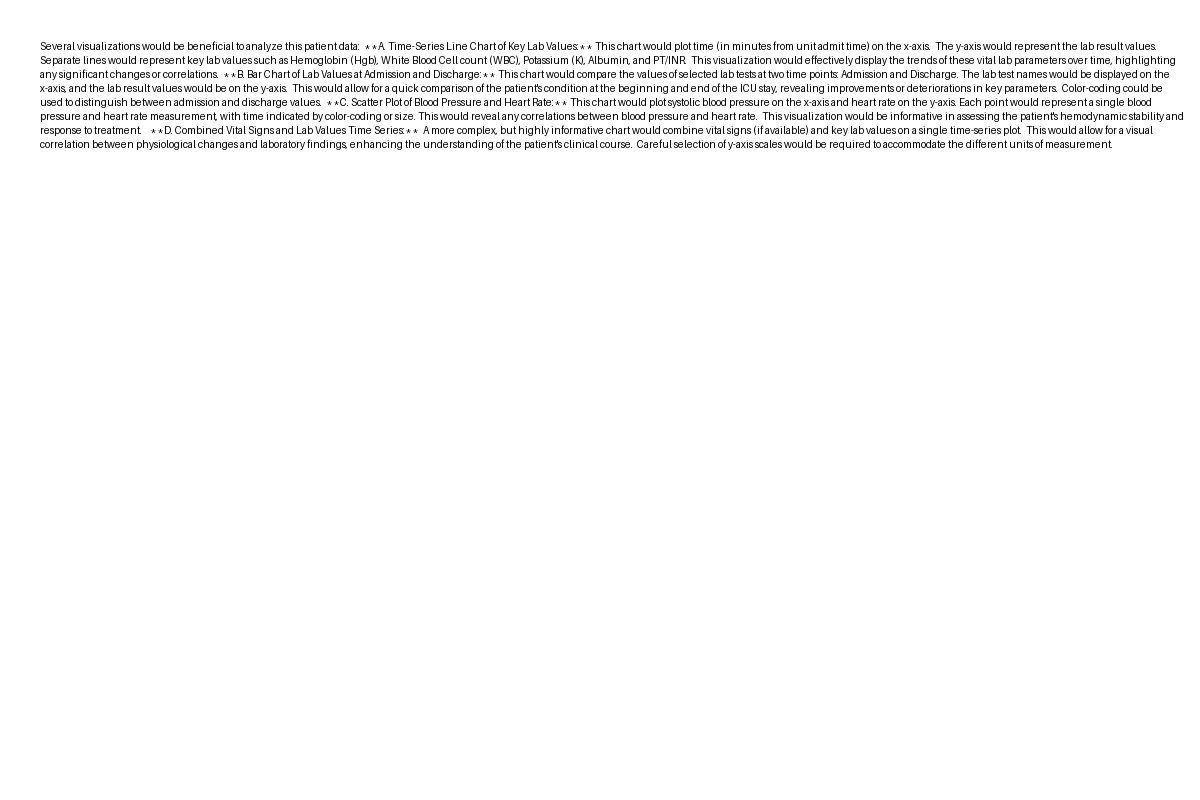 Several visualizations would be beneficial to analyze this patient data:  **A. Time-Series Line Chart of Key Lab Values:** This chart would plot time (in minutes from unit admit time) on the x-axis.  The y-axis would represent the lab result values.
Separate lines would represent key lab values such as Hemoglobin (Hgb), White Blood Cell count (WBC), Potassium (K), Albumin, and PT/INR.  This visualization would effectively display the trends of these vital lab parameters over time, highlighting
any significant changes or correlations.  **B. Bar Chart of Lab Values at Admission and Discharge:** This chart would compare the values of selected lab tests at two time points: Admission and Discharge. The lab test names would be displayed on the
x-axis, and the lab result values would be on the y-axis.  This would allow for a quick comparison of the patient's condition at the beginning and end of the ICU stay, revealing improvements or deteriorations in key parameters.  Color-coding could be
used to distinguish between admission and discharge values.  **C. Scatter Plot of Blood Pressure and Heart Rate:** This chart would plot systolic blood pressure on the x-axis and heart rate on the y-axis. Each point would represent a single blood
pressure and heart rate measurement, with time indicated by color-coding or size. This would reveal any correlations between blood pressure and heart rate.  This visualization would be informative in assessing the patient's hemodynamic stability and
response to treatment.   **D. Combined Vital Signs and Lab Values Time Series:**  A more complex, but highly informative chart would combine vital signs (if available) and key lab values on a single time-series plot.  This would allow for a visual
correlation between physiological changes and laboratory findings, enhancing the understanding of the patient's clinical course.  Careful selection of y-axis scales would be required to accommodate the different units of measurement.